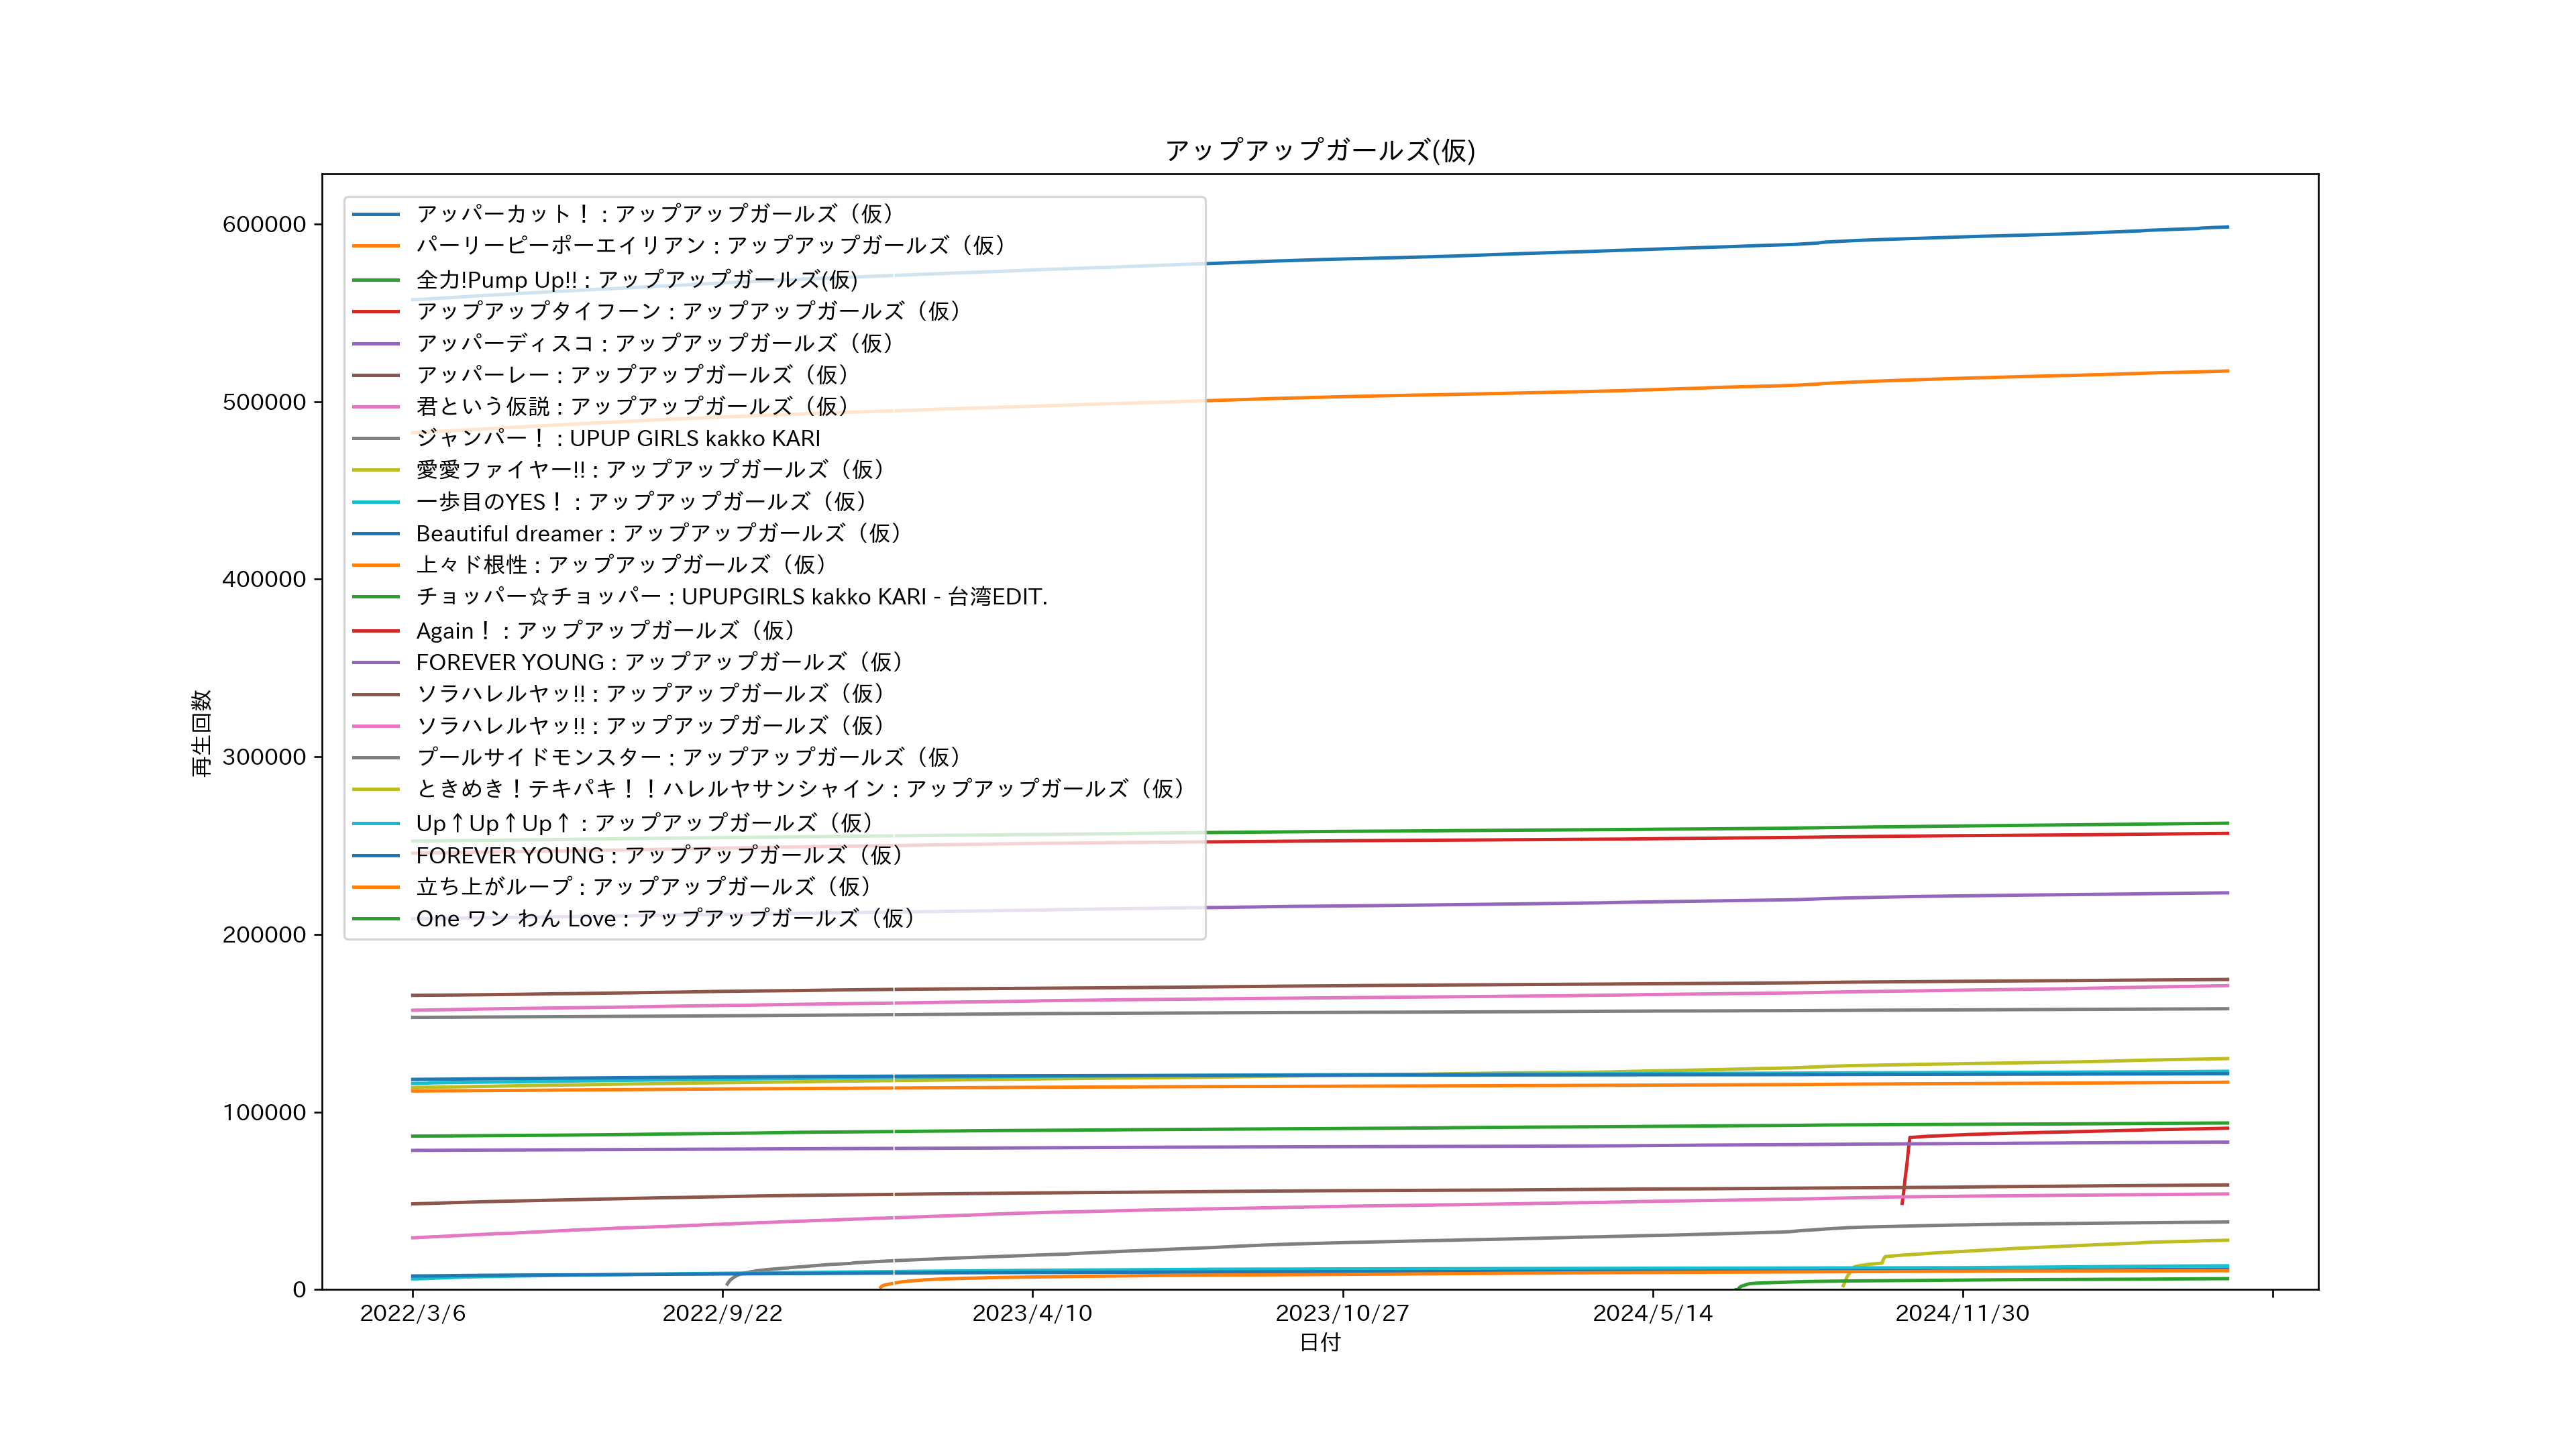 アップアップガールズ(仮)
600000
500000
400000
300000
200000
100000
0
再生回数
アッパーカット！ : アップアップガールズ（仮）
パーリーピーポーエイリアン : アップアップガールズ（仮）
全力!Pump Up!! : アップアップガールズ(仮)
アップアップタイフーン : アップアップガールズ（仮）
アッパーディスコ : アップアップガールズ（仮）
アッパーレー : アップアップガールズ（仮）
君という仮説 : アップアップガールズ（仮）
ジャンパー！ : UPUP GIRLS kakko KARI
愛愛ファイヤー!! : アップアップガールズ（仮）
一歩目のYES！ : アップアップガールズ（仮）
Beautiful dreamer : アップアップガールズ（仮）
上々ド根性 : アップアップガールズ（仮）
チョッパー☆チョッパー : UPUPGIRLS kakko KARI - 台湾EDIT.
Again！ : アップアップガールズ（仮）
FOREVER YOUNG : アップアップガールズ（仮）
ソラハレルヤッ!! : アップアップガールズ（仮）
ソラハレルヤッ!! : アップアップガールズ（仮）
プールサイドモンスター : アップアップガールズ（仮）
ときめき！テキパキ！！ハレルヤサンシャイン : アップアップガールズ（仮）
Up↑Up↑Up↑ : アップアップガールズ（仮）
FOREVER YOUNG : アップアップガールズ（仮）
立ち上がループ : アップアップガールズ（仮）
One ワン わん Love : アップアップガールズ（仮）
2022/3/6 2022/9/22 2023/4/10 2023/10/27 2024/5/14 2024/11/30
日付